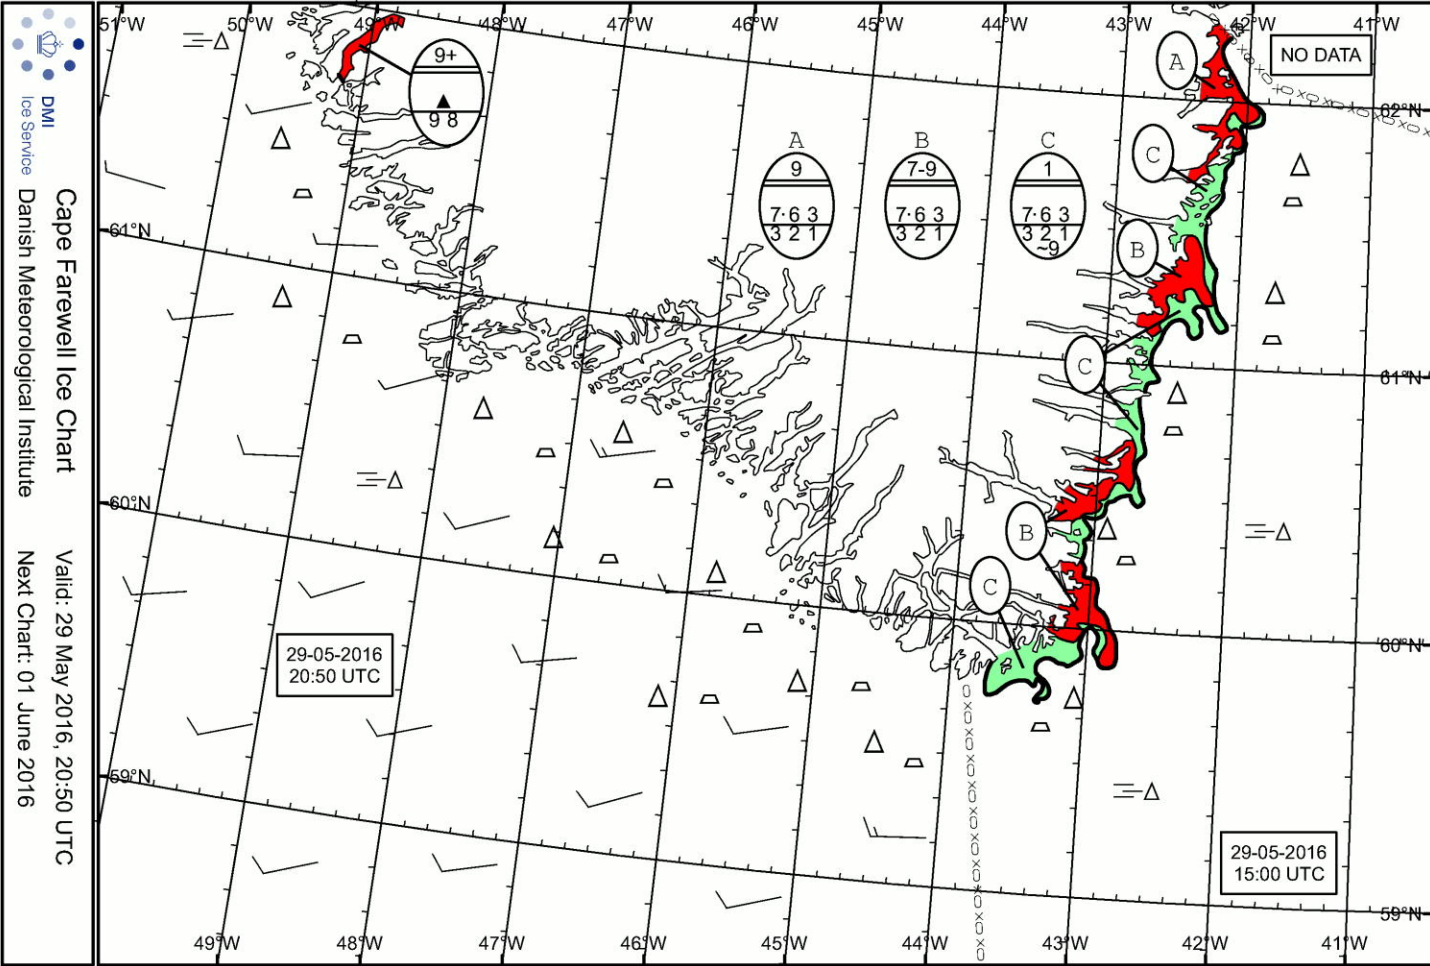 DMI
Ice Service
Cape Farewell Ice Chart
Danish Meteorological Institute
Valid: 29 May 2016, 20:50 UTC
Next Chart: 01 June 2016
51°W
50°W
49°W
48°W
47°W
46°W
45°W
44°W
43°W
42°W
41°W
NO DATA
9+
▲
9 8
A
9
7· 6 3
3 2 1
B
7-9
7· 6 3
3 2 1
C
1
7· 6 3
3 2 1
~9
A
C
B
C
B
C
62°N
61°N
61°N
60°N
60°N
59°N
59°N
29-05-2016
20:50 UTC
29-05-2016
15:00 UTC
49°W
48°W
47°W
46°W
45°W
44°W
43°W
42°W
41°W